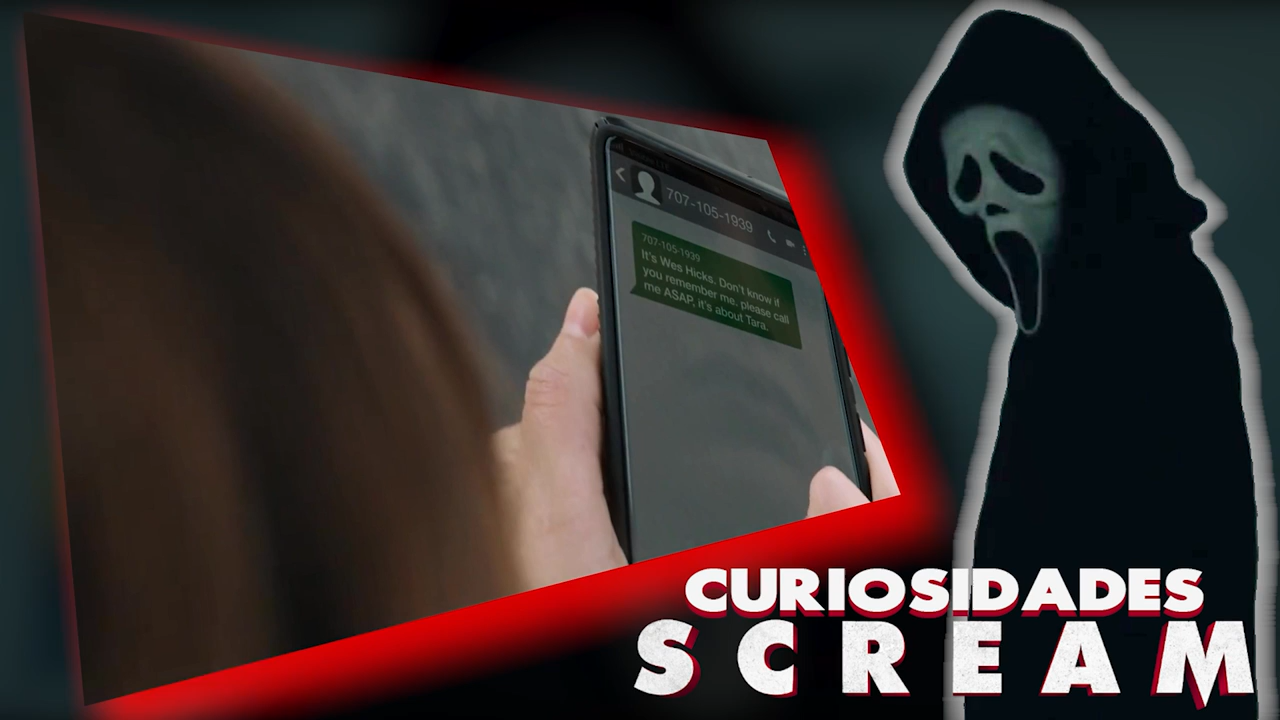 707-105-1939
707-105-1939
It's Wes Hicks. Don't know if
you remember me. please call
me ASAP, it's about Tara.
CURIOSIDADES
SCREAM